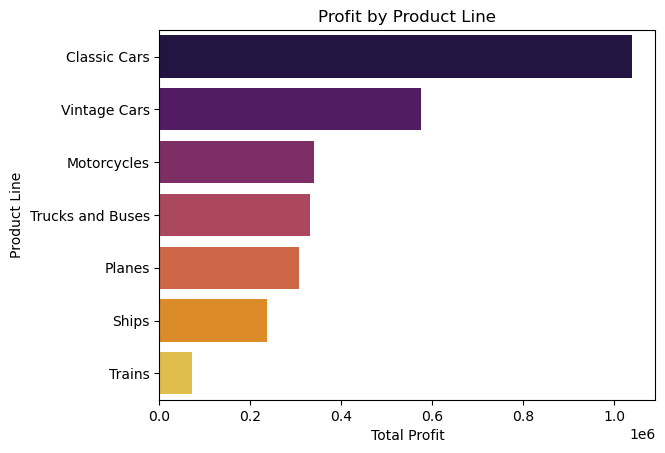 Profit by Product Line
Product Line
Classic Cars
Vintage Cars
Motorcycles
Trucks and Buses
Planes
Ships
Trains
0.0 0.2 0.4 0.6 0.8 1.0
1e6
Total Profit